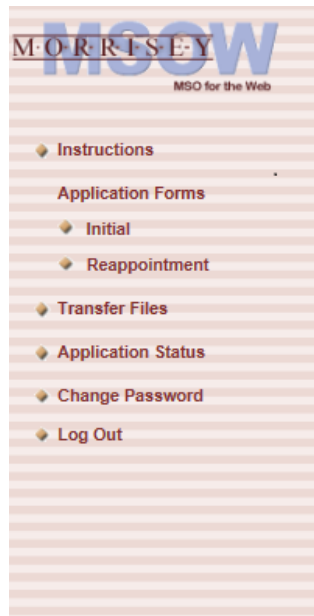 M·O·R·R·I·S·E·Y
MSOW
MSO for the Web
Instructions
Application Forms
Initial
Reappointment
Transfer Files
Application Status
Change Password
Log Out